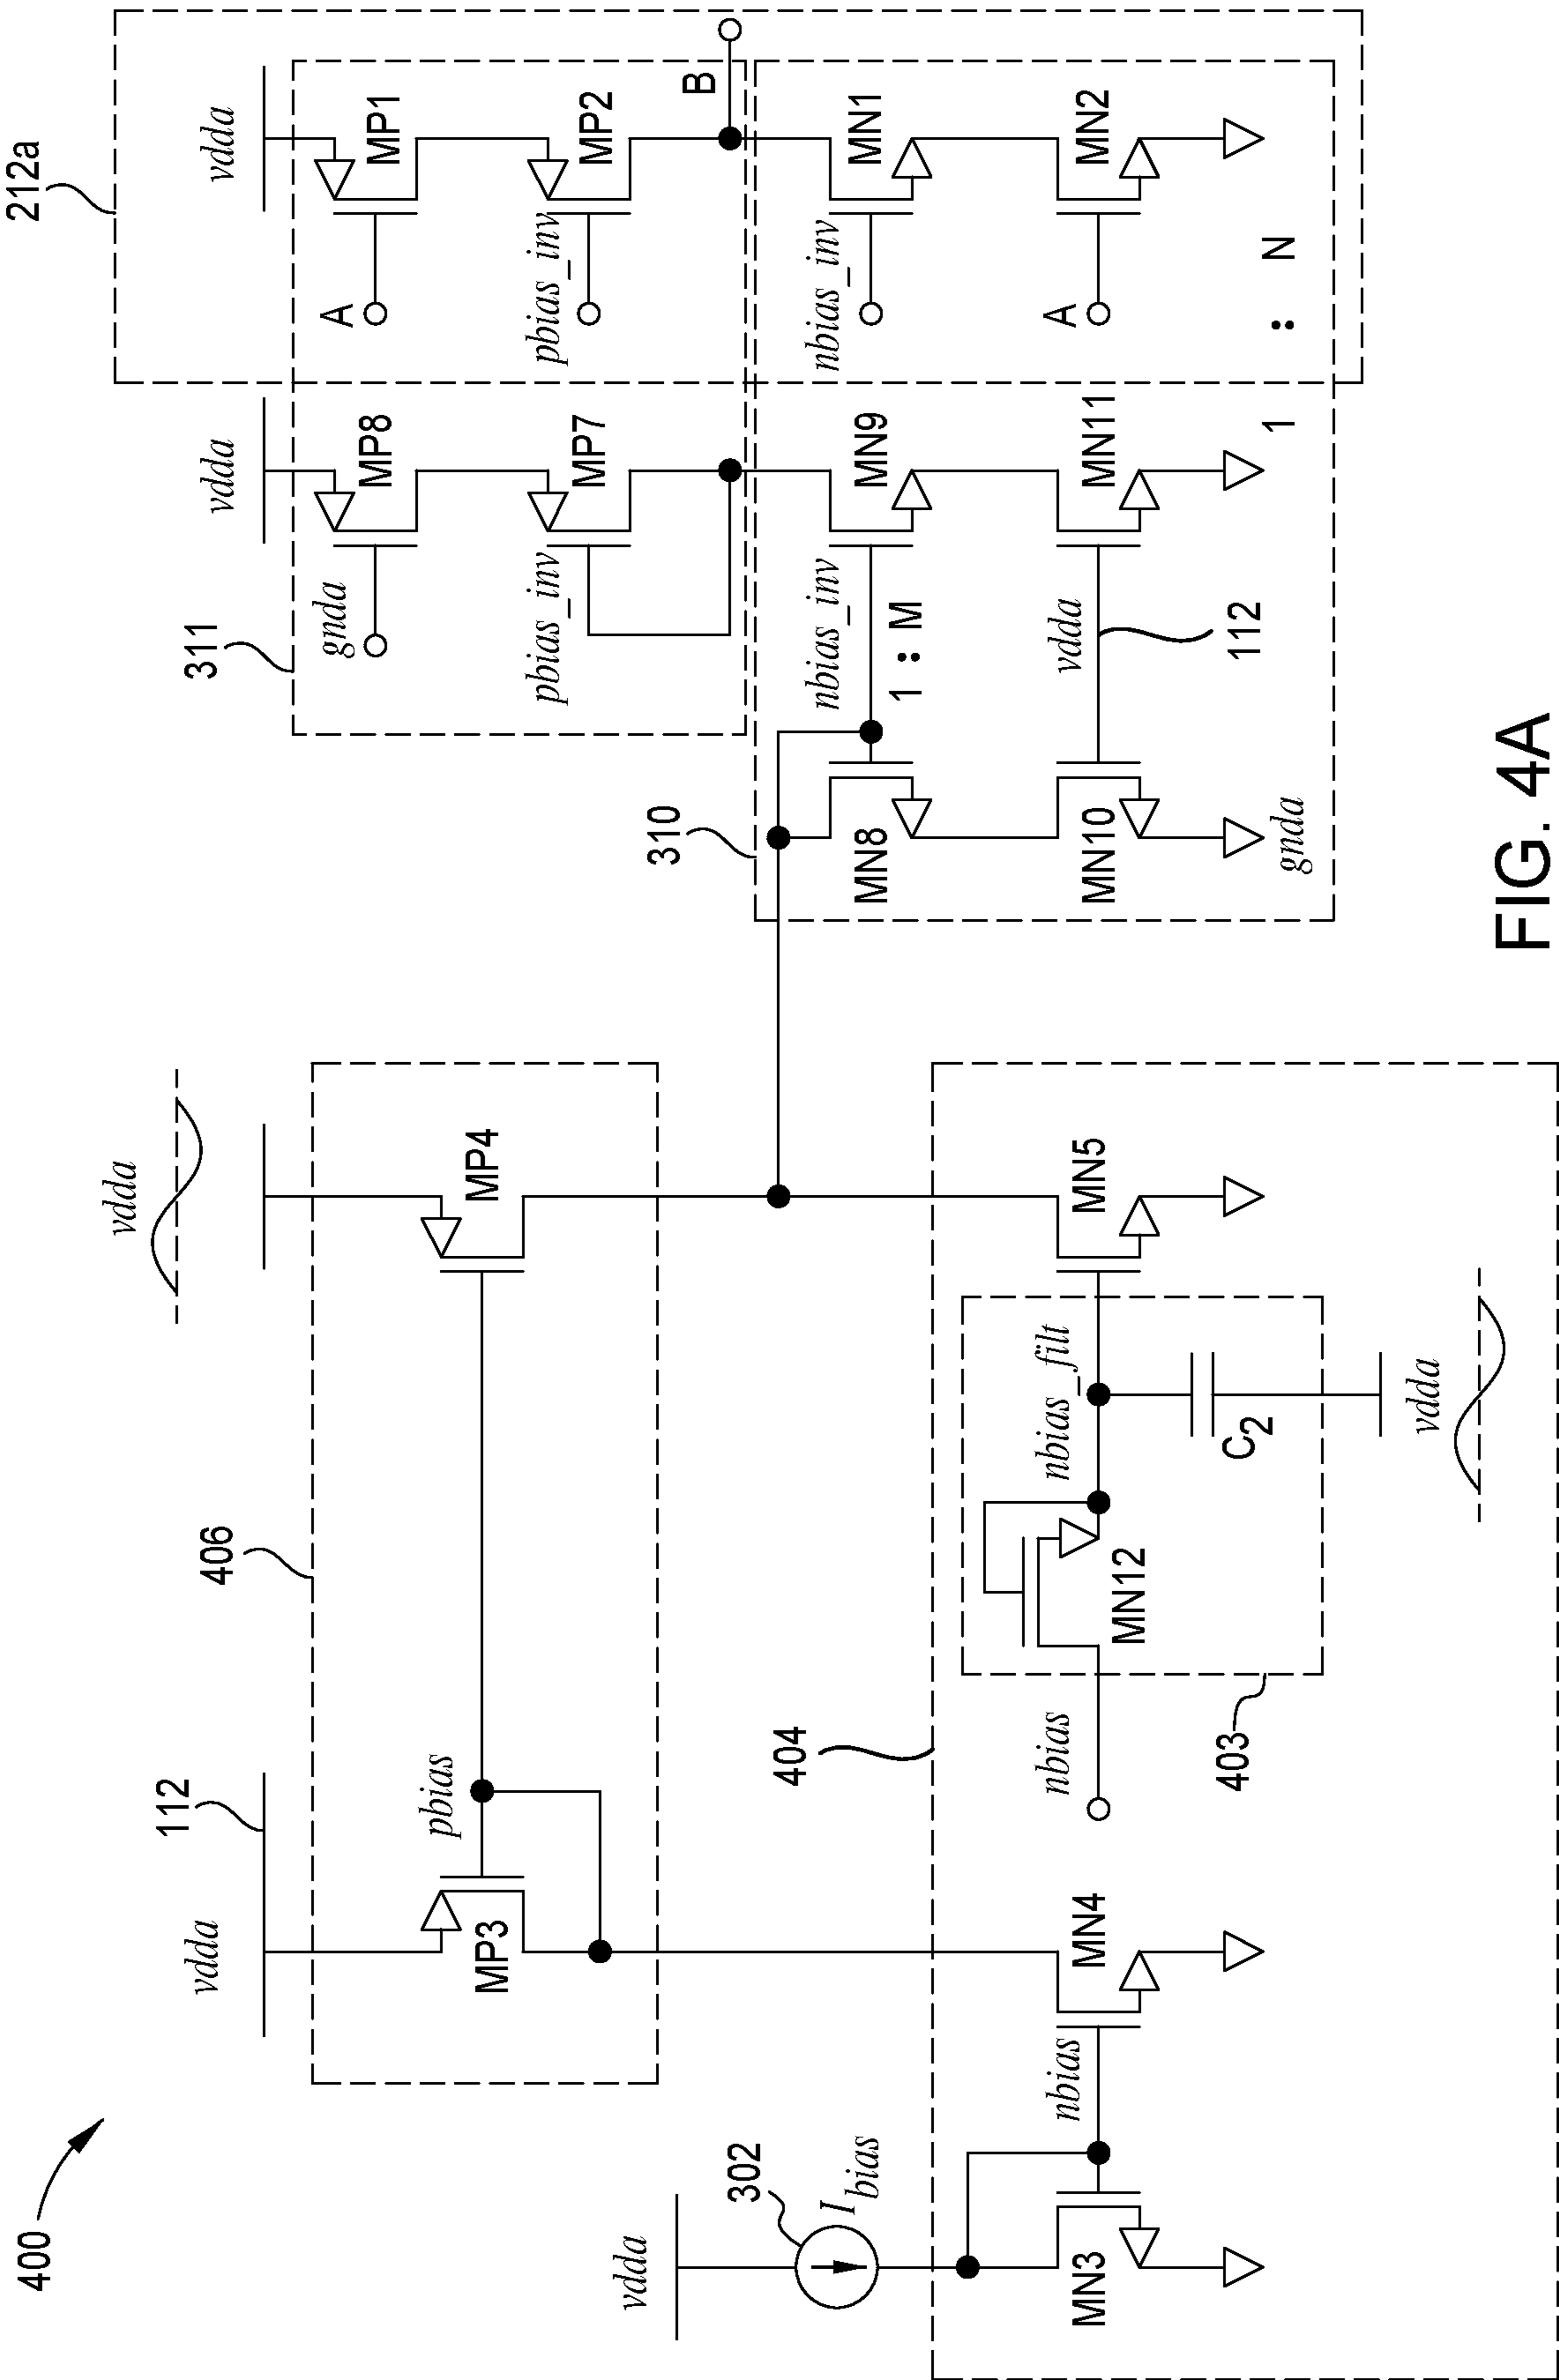 400
112
406
vdda
vdda
311
vdda
212a
vdda
pbias
MP3
MP4
gnda
MP8
A
MP1
pbias_inv
MP7
pbias_inv
MP2
B
vdda
302
I bias
310
nbias_inv
MN9
nbias_inv
MN1
1 : M
MN8
404
nbias
nbias
nbias_filt
MN3
MN4
MN12
MN5
MN10
vdda
MN11
A
MN2
403
C2
112
gnda
1 : N
vdda
FIG. 4A